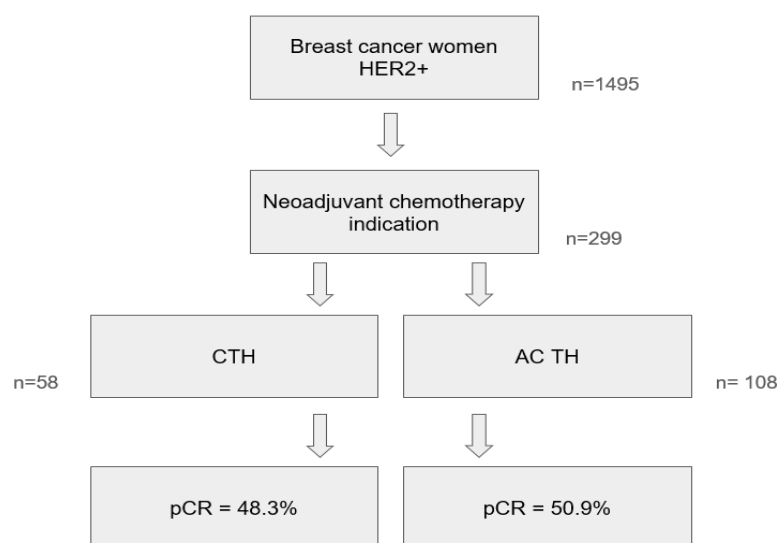 Breast cancer women
HER2+
n=1495
Neoadjuvant chemotherapy
indication
n=299
CTH
AC TH
n=58
n= 108
pCR = 48.3%
pCR = 50.9%